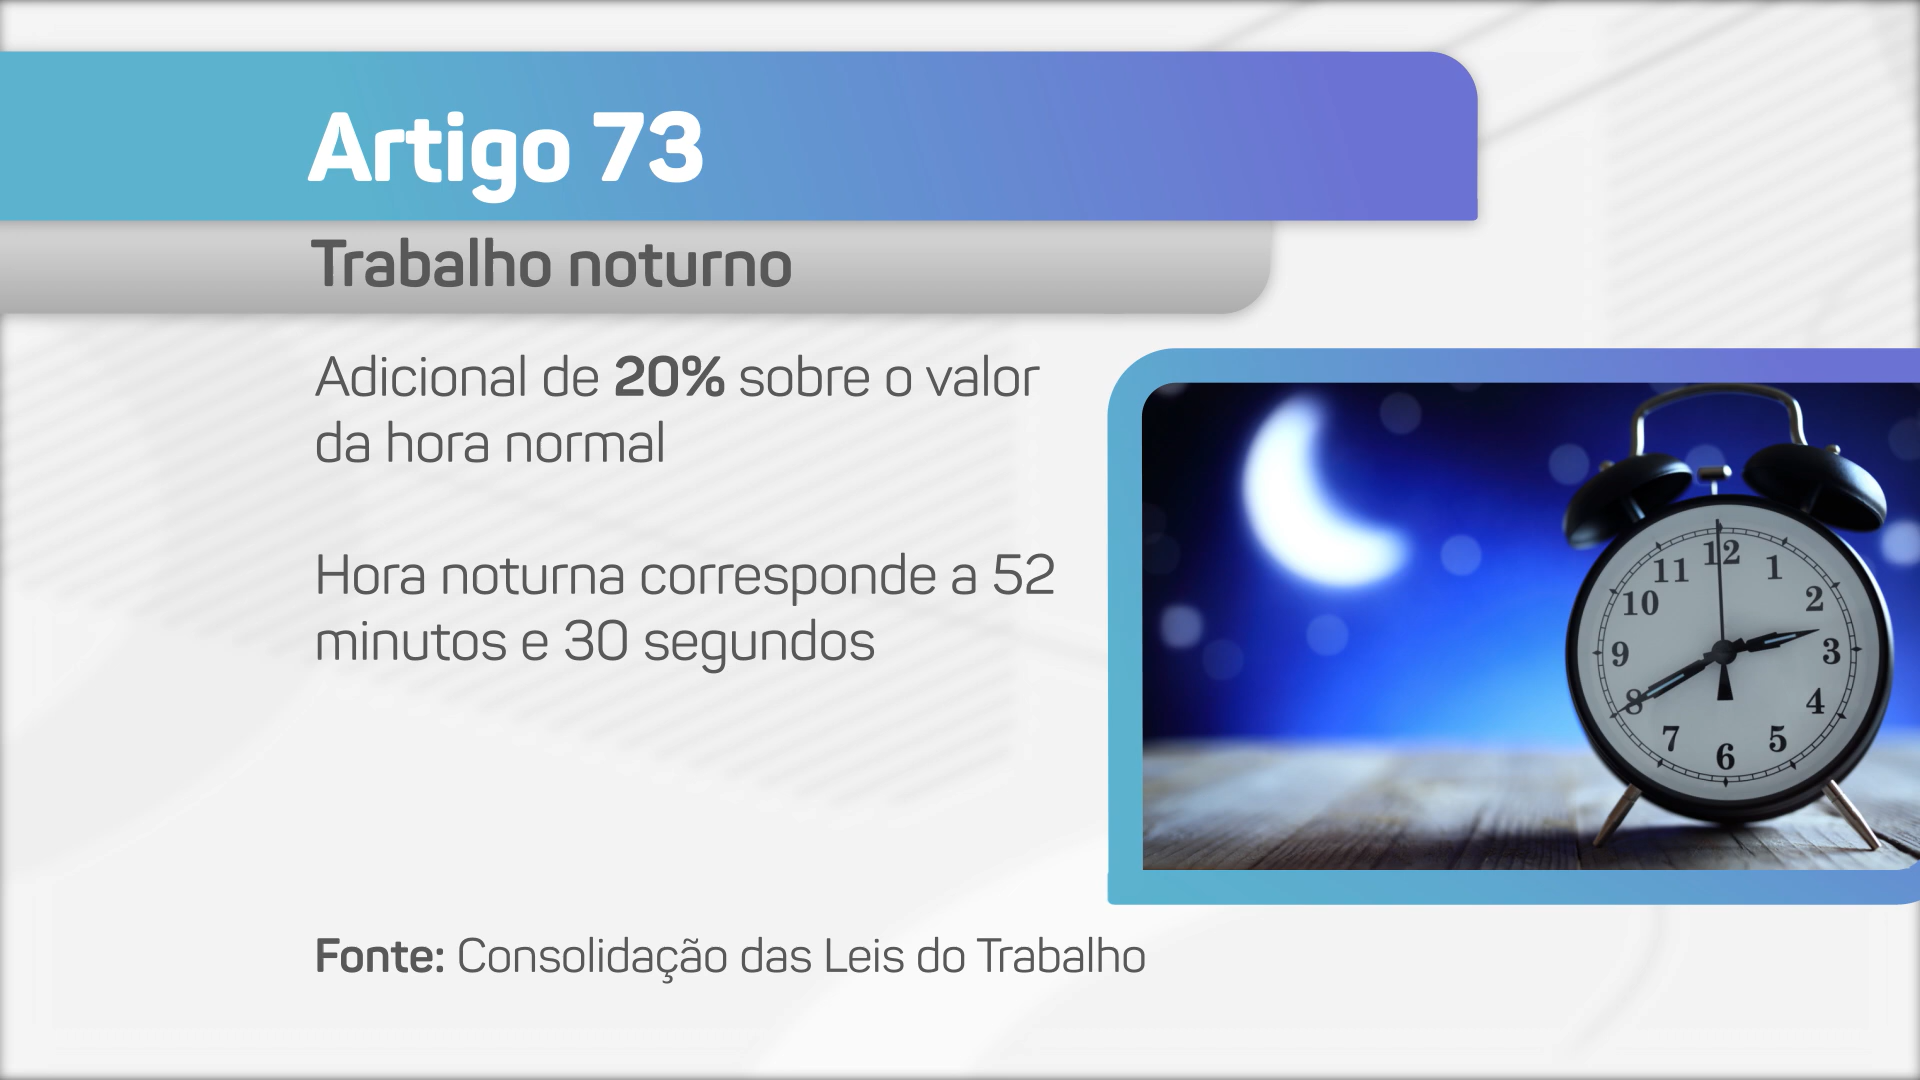 Artigo 73
Trabalho noturno
Adicional de 20% sobre o valor
da hora normal
Hora noturna corresponde a 52
minutos e 30 segundos
12
11
1
10
2
9
3
8
4
7
5
6
Fonte: Consolidação das Leis do Trabalho